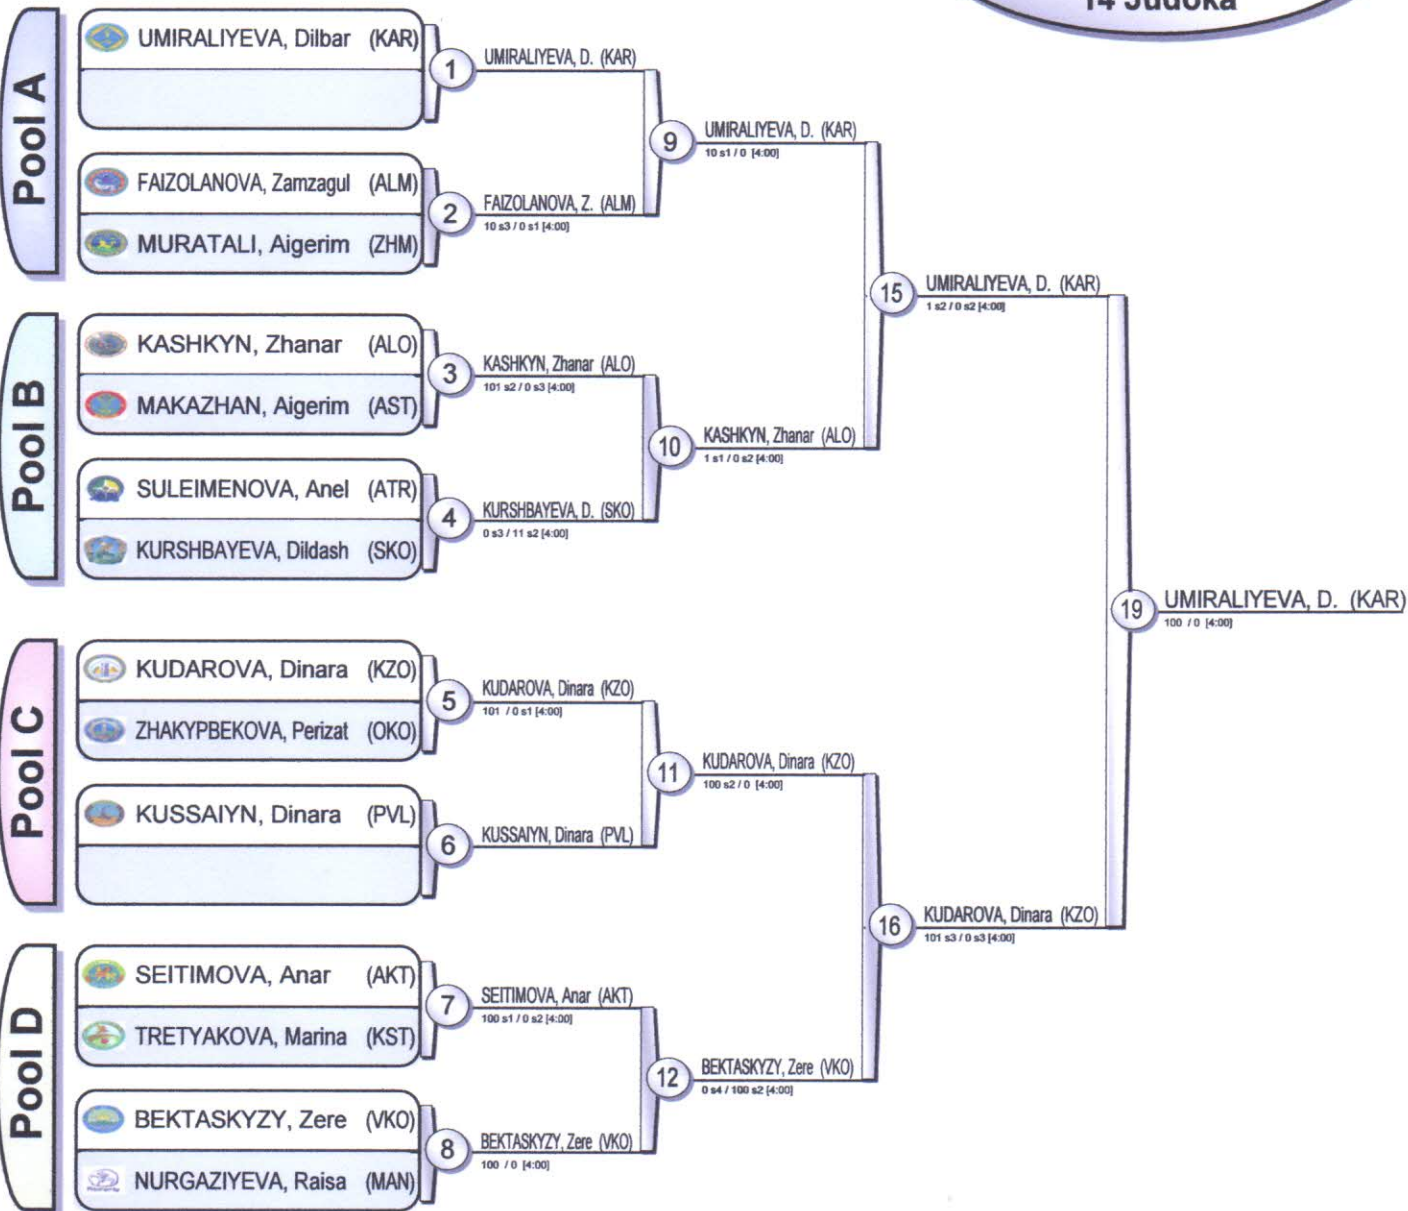 14 Judoka
Pool A
UMIRALIYEVA, Dilbar (KAR)
1
UMIRALIYEVA, D. (KAR)
FAIZOLANOVA, Zamzagul (ALM)
MURATALI, Aigerim (ZHM)
2
FAIZOLANOVA, Z. (ALM)
10 s3 / 0 s1 [4:00]
9
UMIRALIYEVA, D. (KAR)
10 s1 / 0 [4:00]
Pool B
KASHKYN, Zhanar (ALO)
MAKAZHAN, Aigerim (AST)
3
KASHKYN, Zhanar (ALO)
101 s2 / 0 s3 [4:00]
SULEIMENOVA, Anel (ATR)
KURSHBAYEVA, Dildash (SKO)
4
KURSHBAYEVA, D. (SKO)
0 s3 / 11 s2 [4:00]
10
KASHKYN, Zhanar (ALO)
1 s1 / 0 s2 [4:00]
15
UMIRALIYEVA, D. (KAR)
1 s2 / 0 s2 [4:00]
Pool C
KUDAROVA, Dinara (KZO)
ZHAKYPBEKOVA, Perizat (OKO)
5
KUDAROVA, Dinara (KZO)
101 / 0 s1 [4:00]
KUSSAIYN, Dinara (PVL)
6
KUSSAIYN, Dinara (PVL)
11
KUDAROVA, Dinara (KZO)
100 s2 / 0 [4:00]
Pool D
SEITIMOVA, Anar (AKT)
TRETYAKOVA, Marina (KST)
7
SEITIMOVA, Anar (AKT)
100 s1 / 0 s2 [4:00]
BEKTASKYZY, Zere (VKO)
NURGAZIYEVA, Raisa (MAN)
8
BEKTASKYZY, Zere (VKO)
100 / 0 [4:00]
12
BEKTASKYZY, Zere (VKO)
0 s4 / 100 s2 [4:00]
16
KUDAROVA, Dinara (KZO)
101 s3 / 0 s3 [4:00]
19
UMIRALIYEVA, D. (KAR)
100 / 0 [4:00]